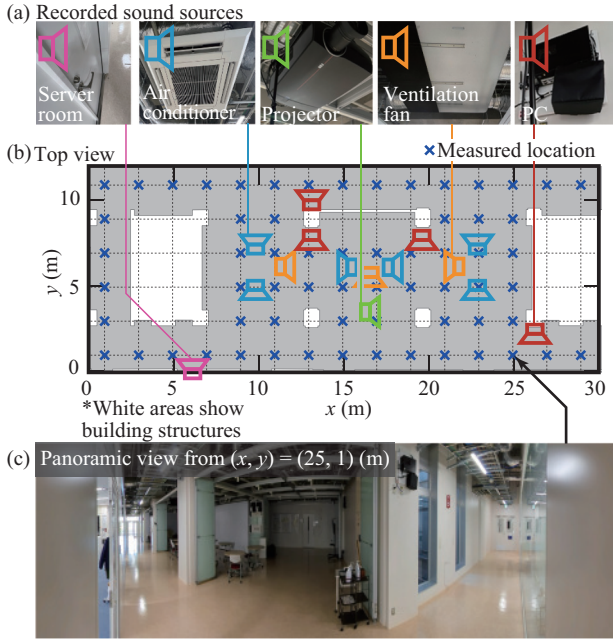 (a) Recorded sound sources
Server room
Air conditioner
Projector
Ventilation fan
PC
(b) Top view
×Measured location
10
5
0
y (m)
0 5 10 15 20 25 30
x (m)
*White areas show
building structures
(c) Panoramic view from (x, y) = (25, 1) (m)